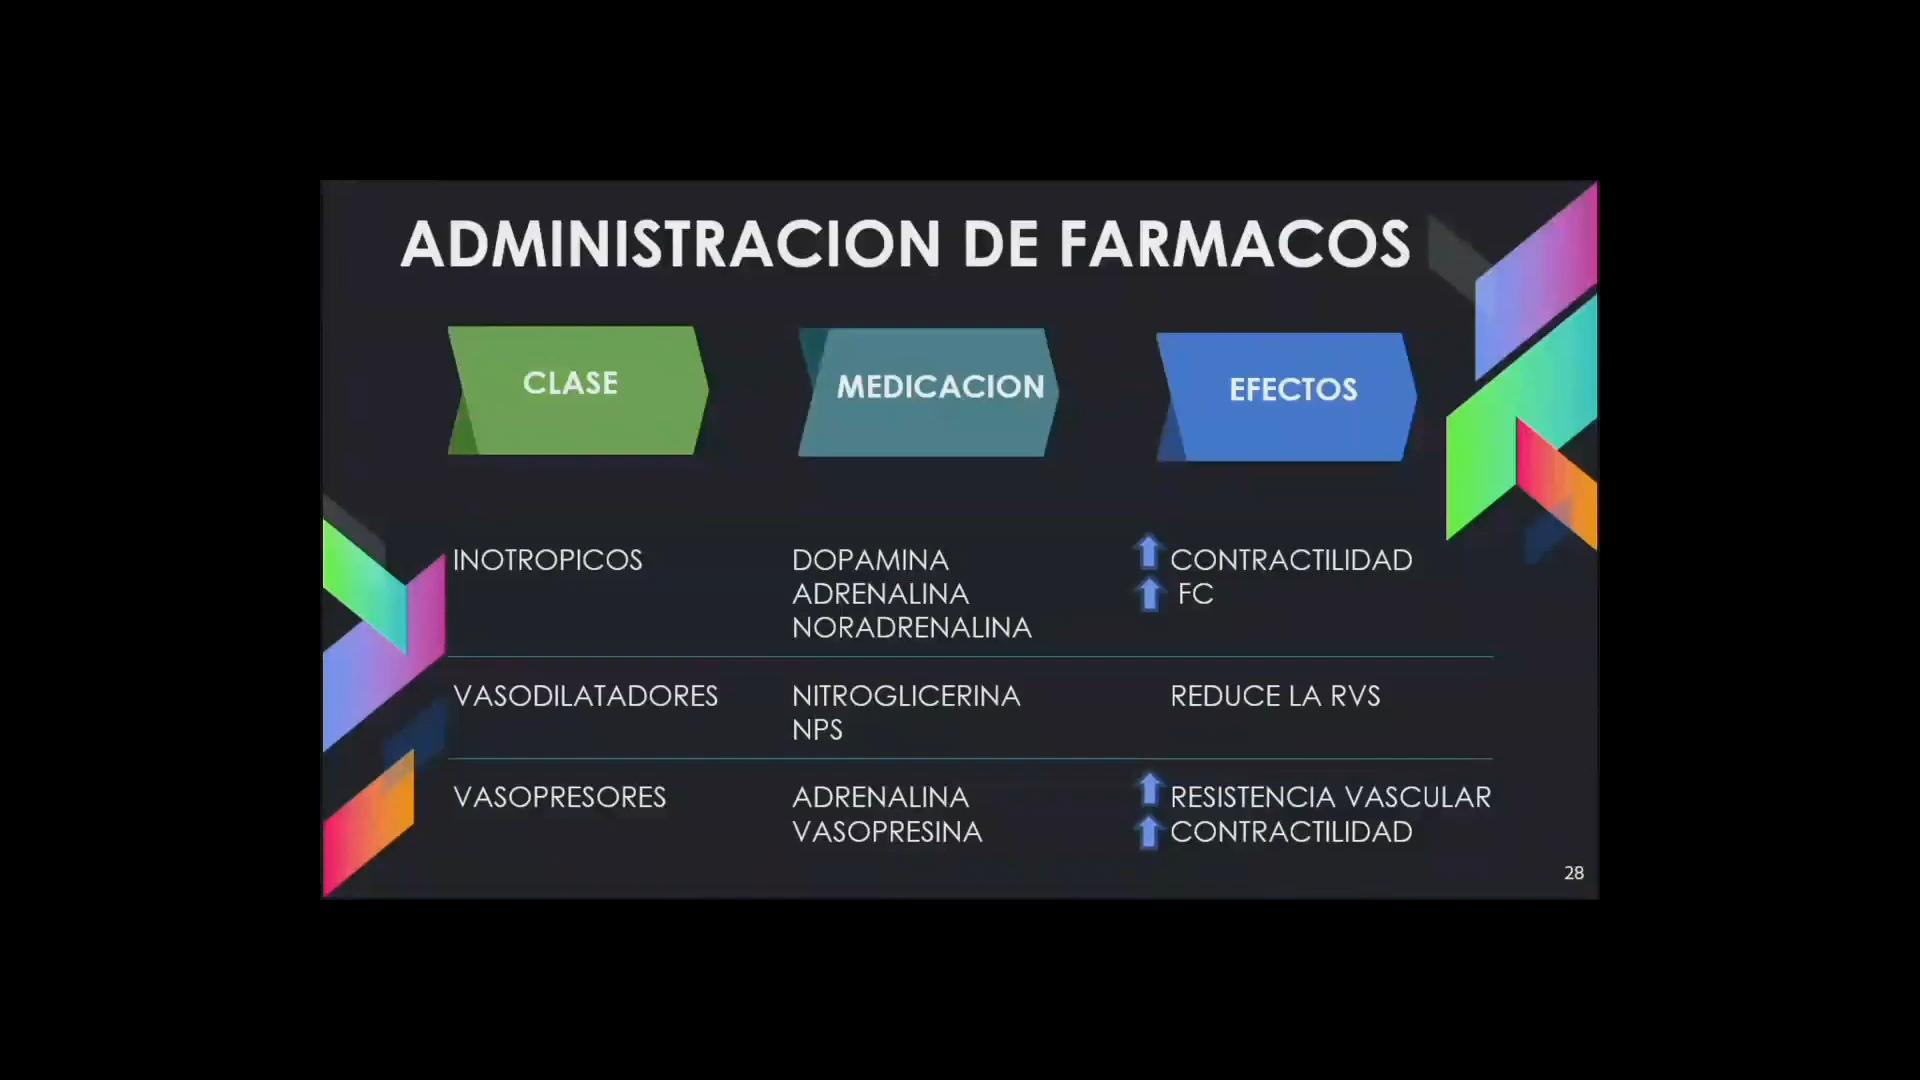 ADMINISTRACION DE FARMACOS
CLASE
MEDICACION
EFECTOS
INOTROPICOS
DOPAMINA
ADRENALINA
NORADRENALINA
CONTRACTILIDAD
FC
VASODILATADORES
NITROGLICERINA
NPS
REDUCE LA RVS
VASOPRESORES
ADRENALINA
VASOPRESINA
RESISTENCIA VASCULAR
CONTRACTILIDAD
28